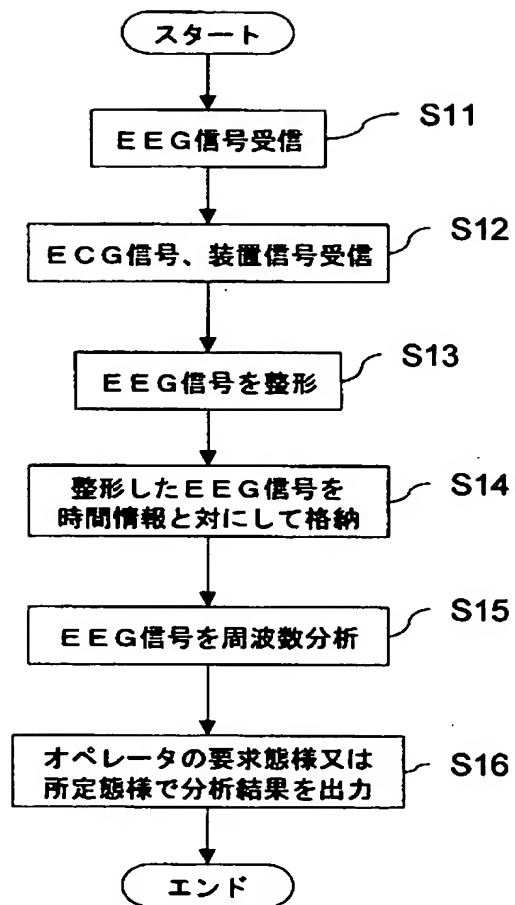 スタート
EEG信号受信
S11
ECG信号、装置信号受信
S12
EEG信号を整形
S13
整形したEEG信号を
時間情報と対にして格納
S14
EEG信号を周波数分析
S15
オペレータの要求態様又は
所定態様で分析結果を出力
S16
エンド